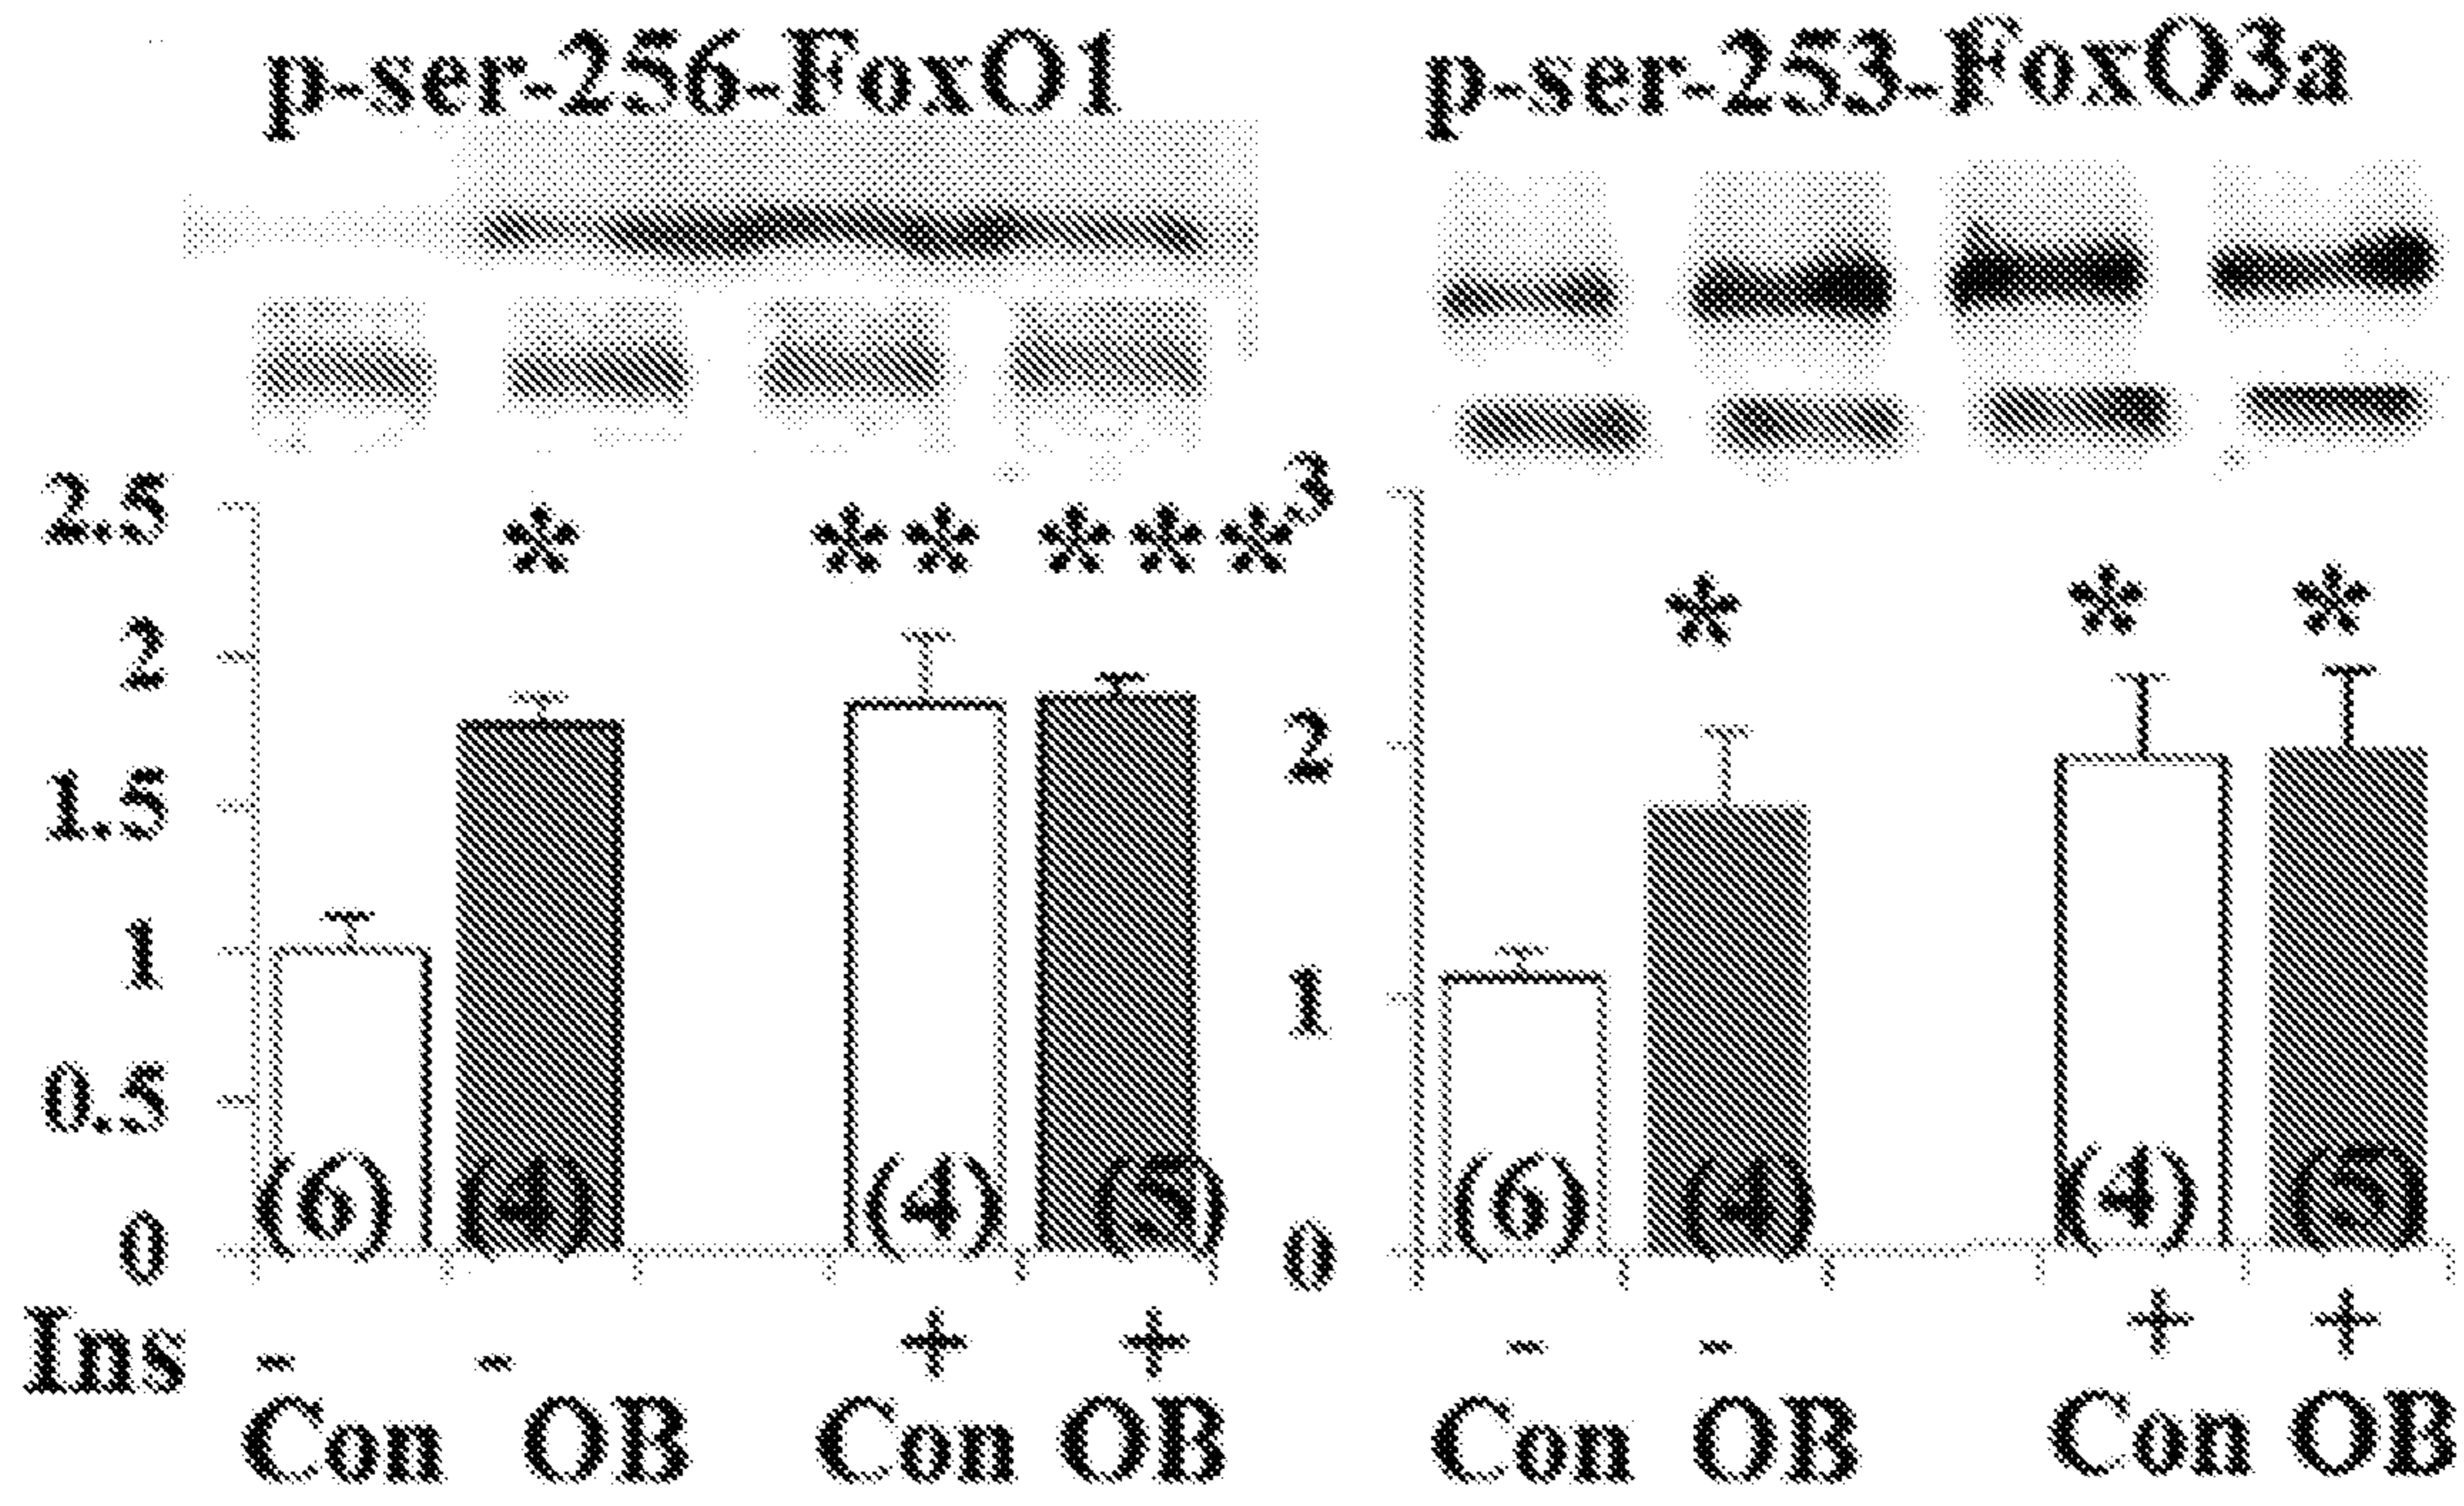 p-ser-256-FoxO1
p-ser-253-FoxO3a
2.5
2
1.5
1
0.5
0
* ** ***
(6) (4) (4) (5)
Ins - - + +
Con OB Con OB
3
2
1
0
* * *
(6) (4) (4) (5)
- - + +
Con OB Con OB